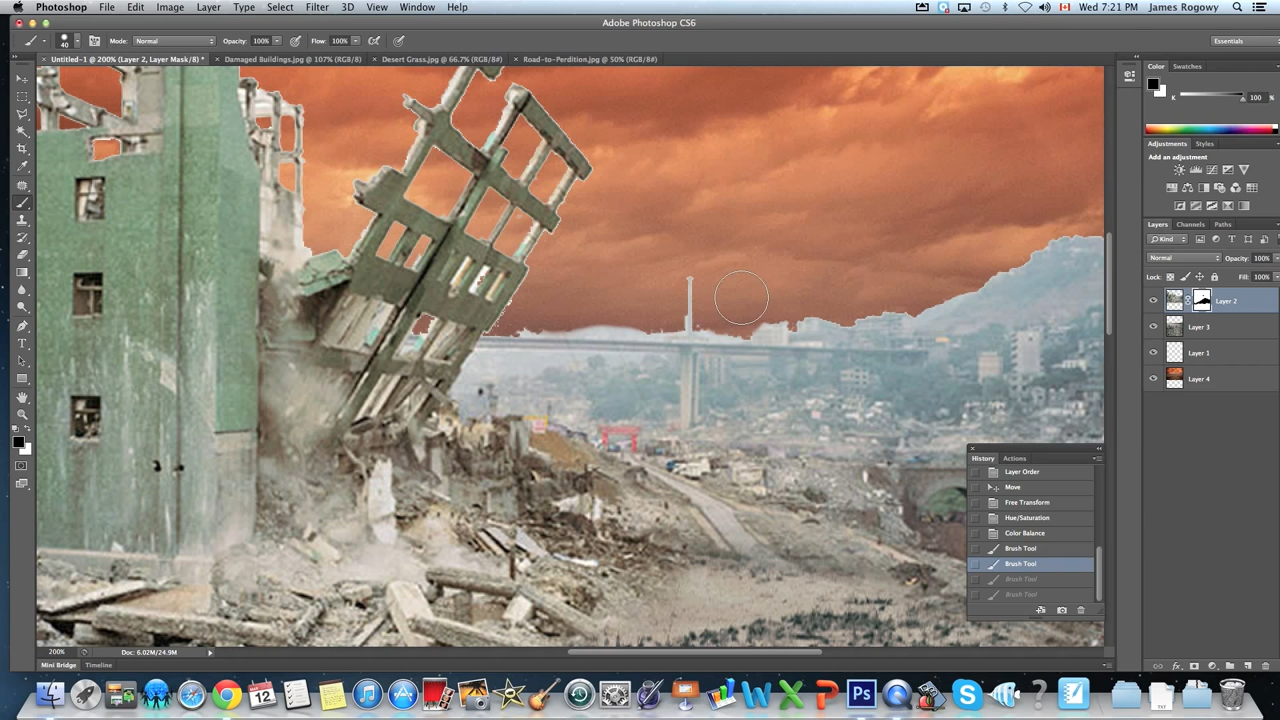 Photoshop File Edit Image Layer Type Select Filter 3D View Window Help Wed 7:21 PM James Rogowy
Adobe Photoshop CS6
40 Mode: Normal Opacity: 100% Flow: 100% Essentials
Untitled-1 @ 200% (Layer 2, Layer Mask/8) * Damaged Buildings.jpg @ 107% (RGB/8) Desert Grass.jpg @ 66.7% (RGB/8#) Road-to-Perdition.jpg @ 50% (RGB/8#)
Color Swatches
K 100 %
Adjustments Styles
Add an adjustment
Layers Channels Paths
Kind
Normal Opacity: 100%
Lock: Fill: 100%
Layer 2
Layer 3
Layer 1
Layer 4
History Actions
Layer Order
Move
Free Transform
Hue/Saturation
Color Balance
Brush Tool
Brush Tool
Brush Tool
Brush Tool
200% Doc: 6.02M/24.9M
Mini Bridge Timeline
12
Ps
TXT